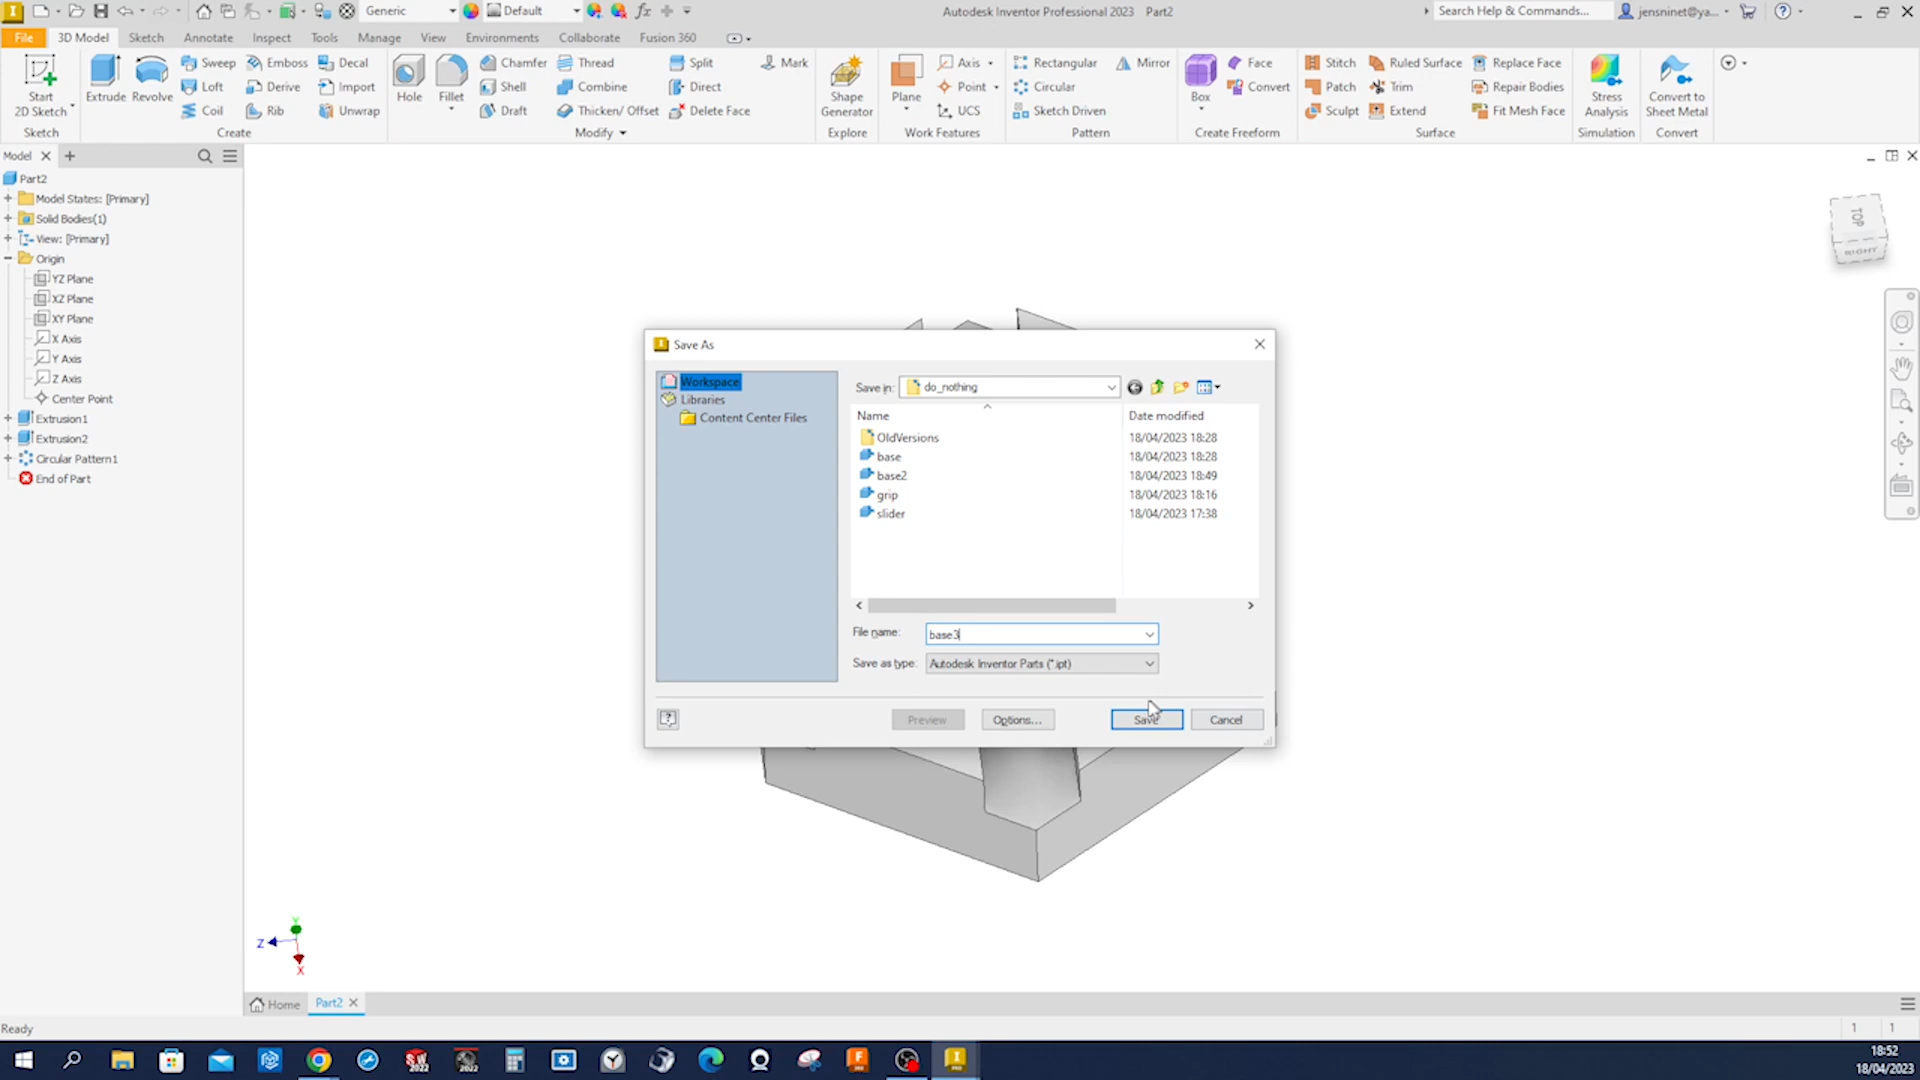 Generic
Default
Autodesk Inventor Professional 2023 Part2
Search Help & Commands...
jensninet@ya...
File 3D Model Sketch Annotate Inspect Tools Manage View Environments Collaborate Fusion 360
Start
2D Sketch
Sketch
Extrude
Revolve
Sweep
Loft
Coil
Emboss
Derive
Rib
Decal
Import
Unwrap
Create
Hole
Fillet
Chamfer
Shell
Draft
Thread
Combine
Thicken/ Offset
Split
Direct
Delete Face
Mark
Modify
Shape
Generator
Explore
Plane
Axis
Point
UCS
Work Features
Rectangular
Circular
Sketch Driven
Mirror
Pattern
Box
Face
Convert
Create Freeform
Stitch
Patch
Sculpt
Ruled Surface
Trim
Extend
Replace Face
Repair Bodies
Fit Mesh Face
Surface
Stress
Analysis
Simulation
Convert to
Sheet Metal
Convert
Model
Part2
Model States: [Primary]
Solid Bodies(1)
View: [Primary]
Origin
YZ Plane
XZ Plane
XY Plane
X Axis
Y Axis
Z Axis
Center Point
Extrusion1
Extrusion2
Circular Pattern1
End of Part
TOP
RIGHT
Save As
Workspace
Libraries
Content Center Files
Save in: do_nothing
Name Date modified
OldVersions 18/04/2023 18:28
base 18/04/2023 18:28
base2 18/04/2023 18:49
grip 18/04/2023 18:16
slider 18/04/2023 17:38
File name: base3
Save as type: Autodesk Inventor Parts (*.ipt)
Preview Options... Save Cancel
Y
Z
X
Home Part2
Ready 1 1
SW
2022
2022
F
I
PRO
18:52
18/04/2023